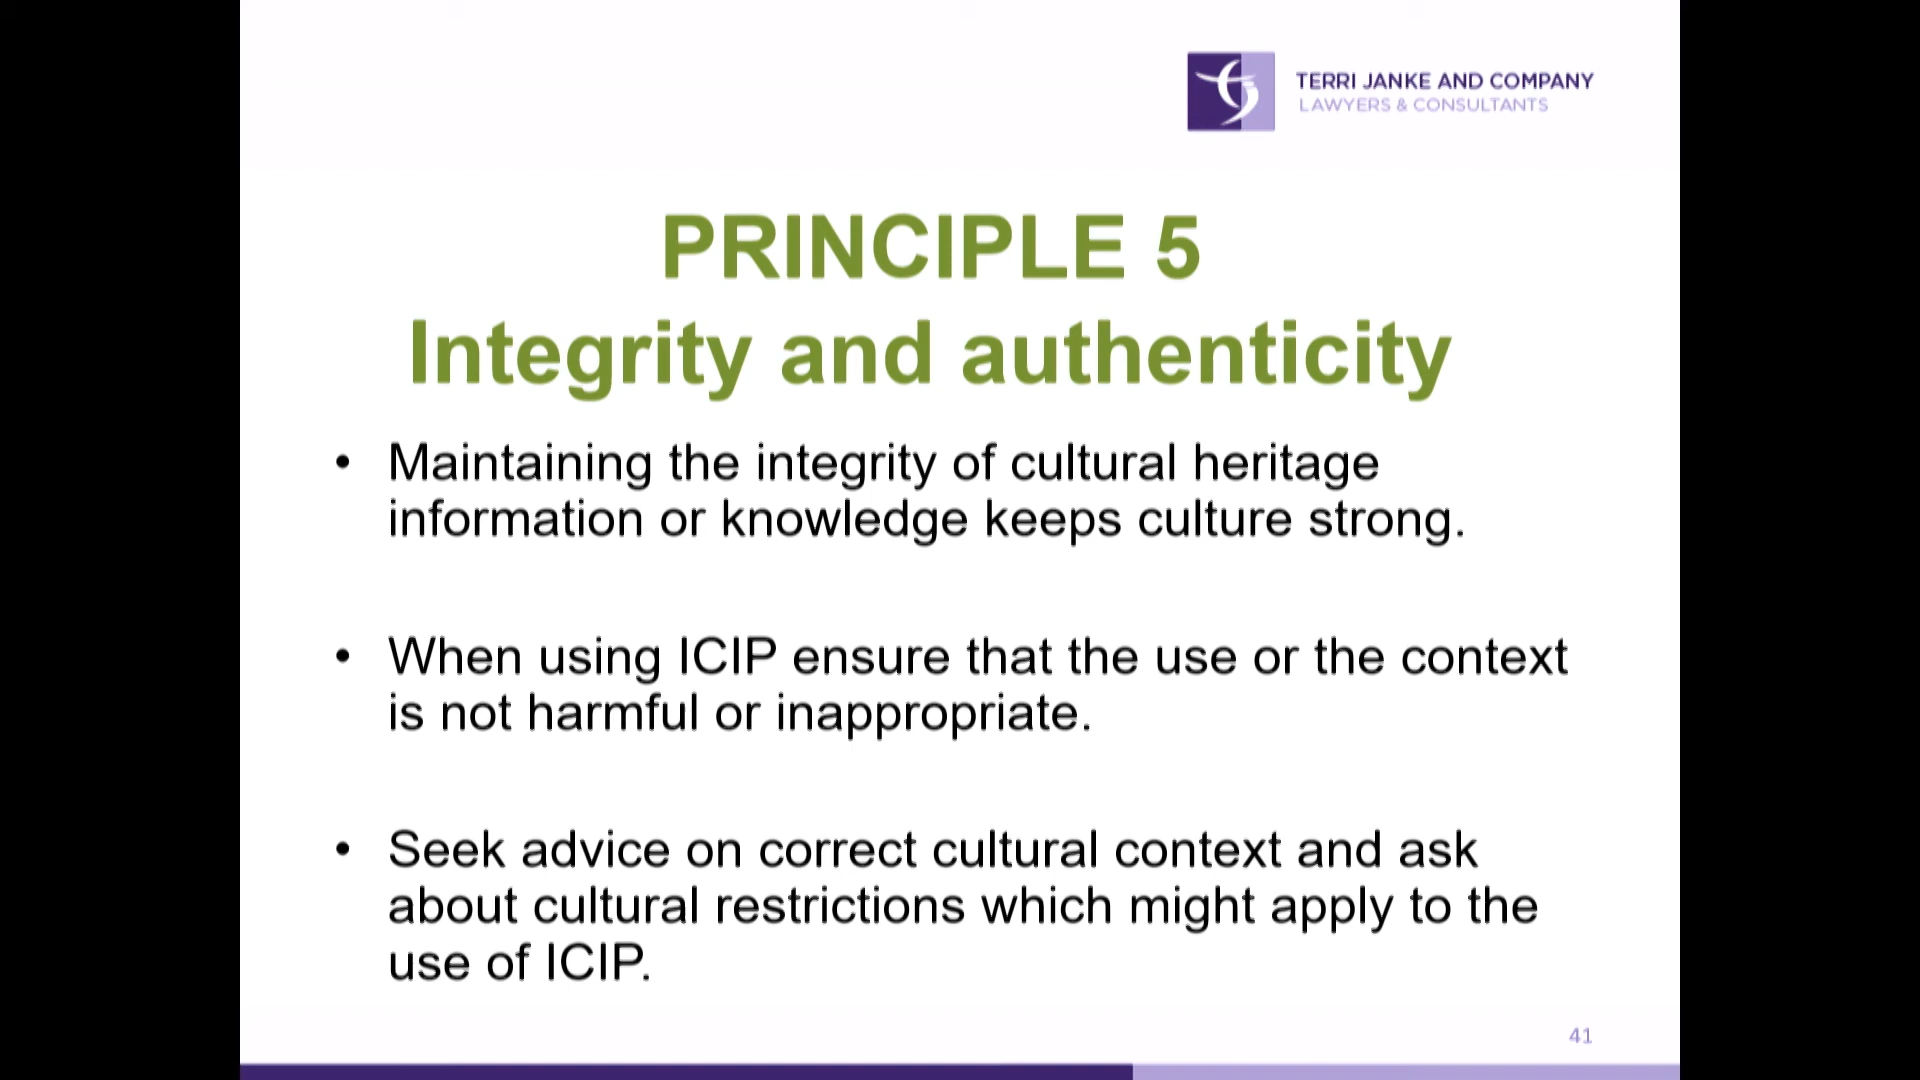 TERRI JANKE AND COMPANY
LAWYERS & CONSULTANTS
PRINCIPLE 5
Integrity and authenticity
• Maintaining the integrity of cultural heritage
information or knowledge keeps culture strong.
• When using ICIP ensure that the use or the context
is not harmful or inappropriate.
• Seek advice on correct cultural context and ask
about cultural restrictions which might apply to the
use of ICIP.
41